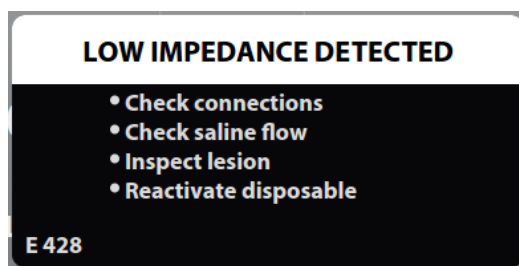 LOW IMPEDANCE DETECTED
• Check connections
• Check saline flow
• Inspect lesion
• Reactivate disposable
E 428